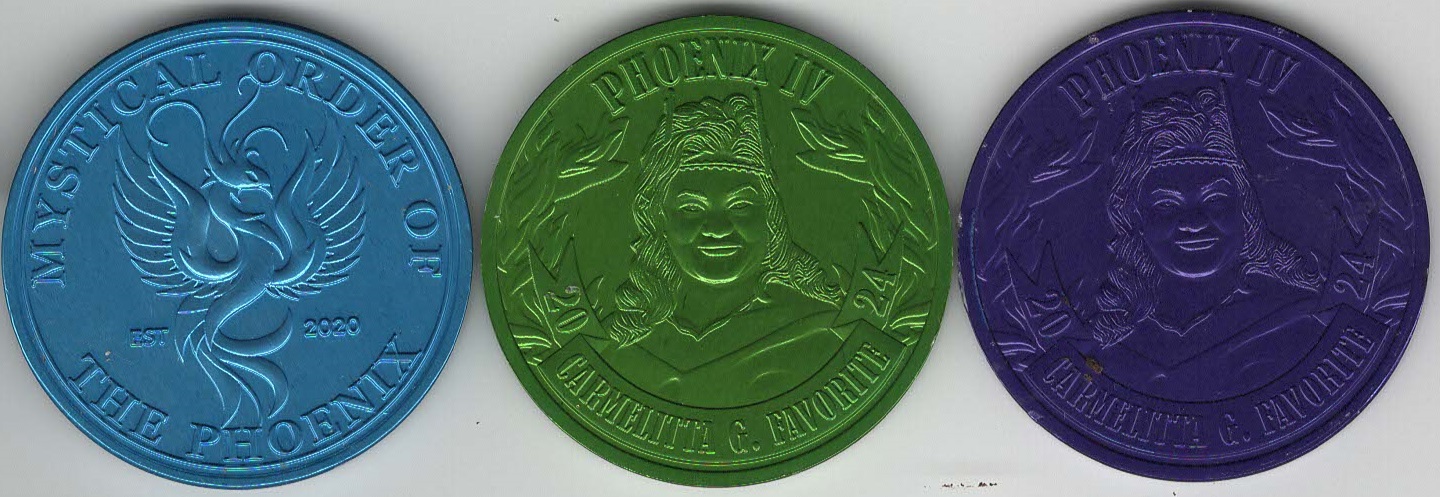 MYSTICAL ORDER OF
EST. 2020
THE PHOENIX
PHOENIX IV
20 24
CARMELITTA G. FAVORITE
PHOENIX IV
20 24
CARMELITTA G. FAVORITE